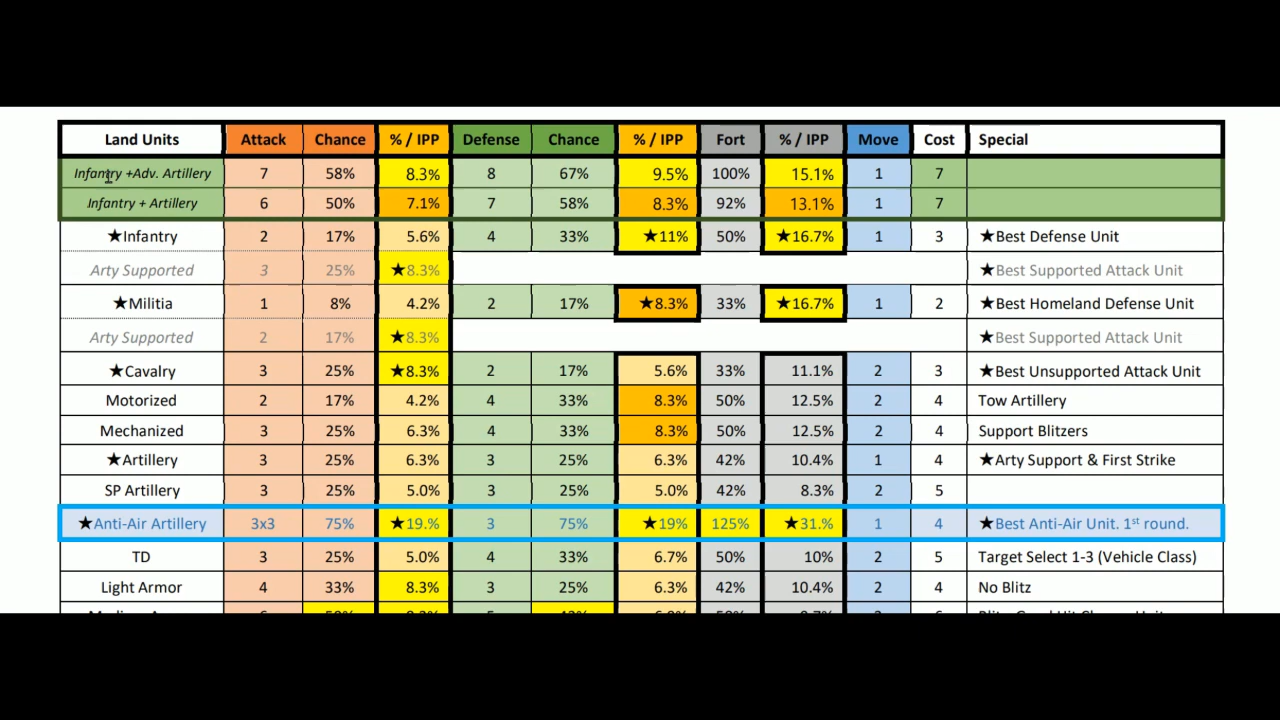 Land Units Attack Chance % / IPP Defense Chance % / IPP Fort % / IPP Move Cost Special
Infantry +Adv. Artillery 7 58% 8.3% 8 67% 9.5% 100% 15.1% 1 7
Infantry + Artillery 6 50% 7.1% 7 58% 8.3% 92% 13.1% 1 7
★Infantry 2 17% 5.6% 4 33% ★11% 50% ★16.7% 1 3 ★Best Defense Unit
Arty Supported 3 25% ★8.3% ★Best Supported Attack Unit
★Militia 1 8% 4.2% 2 17% ★8.3% 33% ★16.7% 1 2 ★Best Homeland Defense Unit
Arty Supported 2 17% ★8.3% ★Best Supported Attack Unit
★Cavalry 3 25% ★8.3% 2 17% 5.6% 33% 11.1% 2 3 ★Best Unsupported Attack Unit
Motorized 2 17% 4.2% 4 33% 8.3% 50% 12.5% 2 4 Tow Artillery
Mechanized 3 25% 6.3% 4 33% 8.3% 50% 12.5% 2 4 Support Blitzers
★Artillery 3 25% 6.3% 3 25% 6.3% 42% 10.4% 1 4 ★Arty Support & First Strike
SP Artillery 3 25% 5.0% 3 25% 5.0% 42% 8.3% 2 5
★Anti-Air Artillery 3x3 75% ★19.% 3 75% ★19% 125% ★31.% 1 4 ★Best Anti-Air Unit. 1st round.
TD 3 25% 5.0% 4 33% 6.7% 50% 10% 2 5 Target Select 1-3 (Vehicle Class)
Light Armor 4 33% 8.3% 3 25% 6.3% 42% 10.4% 2 4 No Blitz